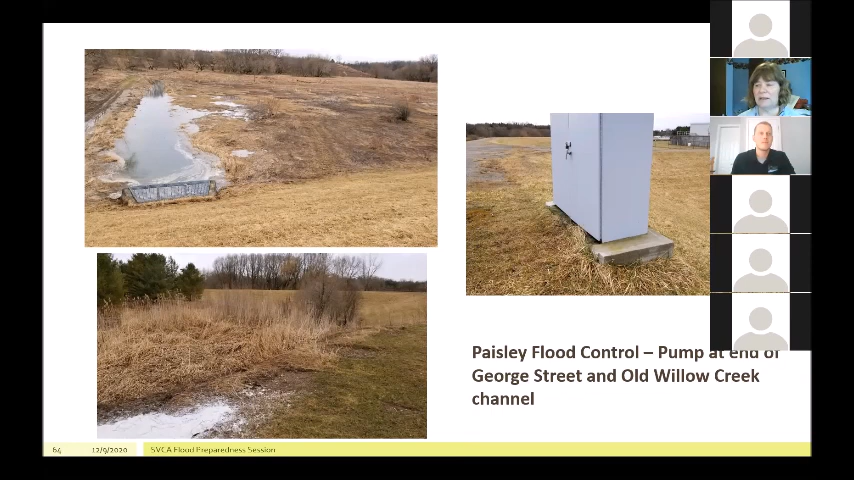 Paisley Flood Control – Pump at end of
George Street and Old Willow Creek
channel
64 12/9/2020 SVCA Flood Preparedness Session